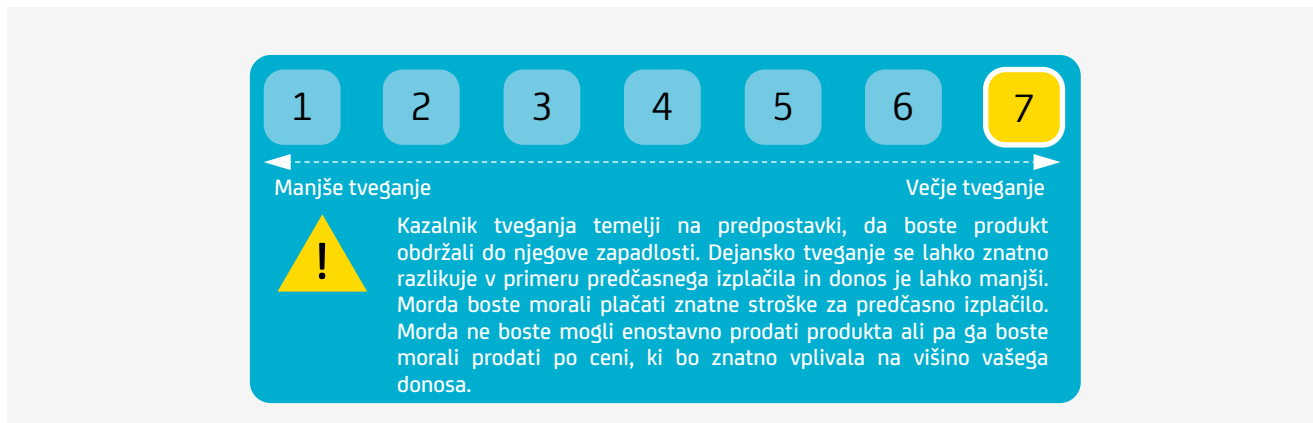 1 2 3 4 5 6 7
Manjše tveganje Večje tveganje
Kazalnik tveganja temelji na predpostavki, da boste produkt
obdržali do njegove zapadlosti. Dejansko tveganje se lahko znatno
razlikuje v primeru predčasnega izplačila in donos je lahko manjši.
! Morda boste morali plačati znatne stroške za predčasno izplačilo.
Morda ne boste mogli enostavno prodati produkta ali pa ga boste
morali prodati po ceni, ki bo znatno vplivala na višino vašega
donosa.